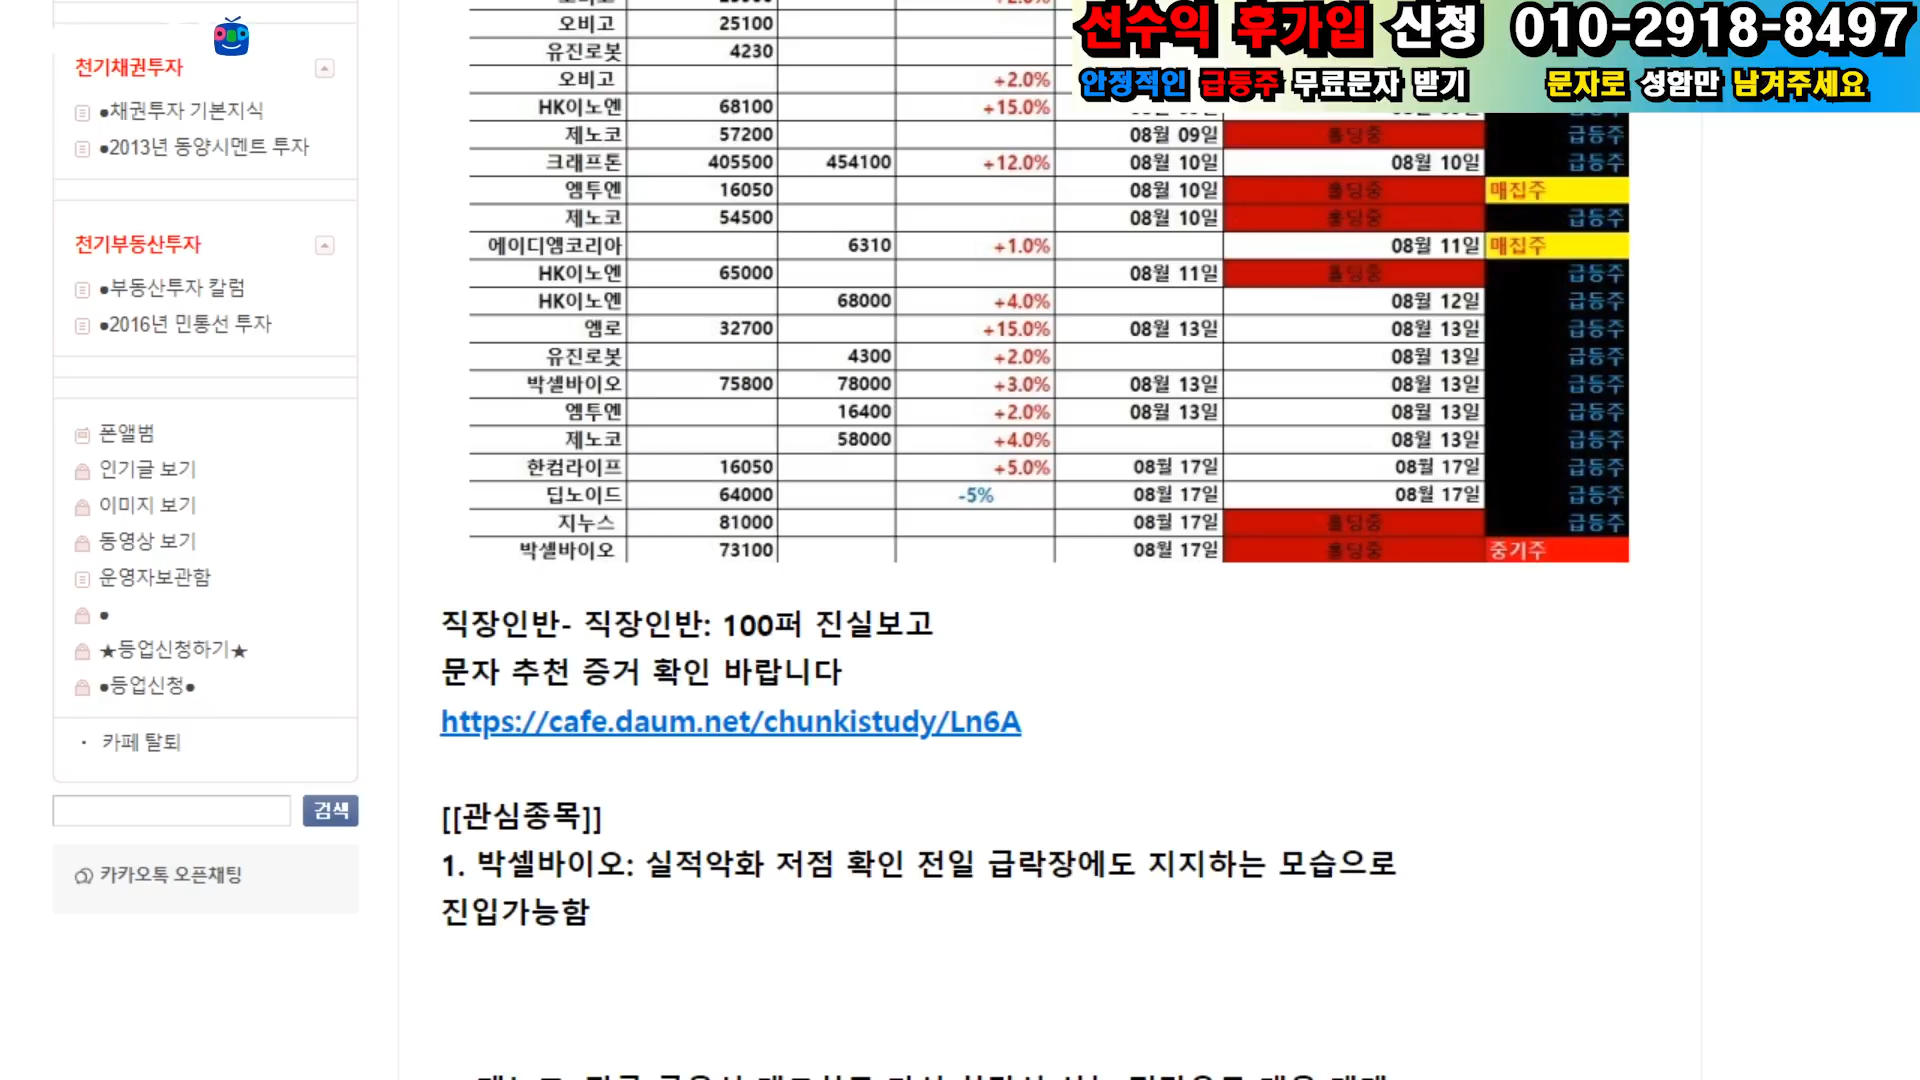 선수익 후가입 신청 010-2918-8497
안정적인 급등주 무료문자 받기 문자로 성함만 남겨주세요
천기채권투자
●채권투자 기본지식
●2013년 동양시멘트 투자
천기부동산투자
●부동산투자 칼럼
●2016년 민통선 투자
폰앨범
인기글 보기
이미지 보기
동영상 보기
운영자보관함
●
★등업신청하기★
●등업신청●
· 카페 탈퇴
검색
카카오톡 오픈채팅
오비고 25100
유진로봇 4230
오비고 +2.0%
HK이노엔 68100 +15.0%
제노코 57200 08월 09일 홀딩중 급등주
크래프톤 405500 454100 +12.0% 08월 10일 08월 10일 급등주
엠투엔 16050 08월 10일 홀딩중 매집주
제노코 54500 08월 10일 홀딩중 급등주
에이디엠코리아 6310 +1.0% 08월 11일 매집주
HK이노엔 65000 08월 11일 홀딩중 급등주
HK이노엔 68000 +4.0% 08월 12일 급등주
엠로 32700 +15.0% 08월 13일 08월 13일 급등주
유진로봇 4300 +2.0% 08월 13일 급등주
박셀바이오 75800 78000 +3.0% 08월 13일 08월 13일 급등주
엠투엔 16400 +2.0% 08월 13일 08월 13일 급등주
제노코 58000 +4.0% 08월 13일 급등주
한컴라이프 16050 +5.0% 08월 17일 08월 17일 급등주
딥노이드 64000 -5% 08월 17일 08월 17일 급등주
지누스 81000 08월 17일 홀딩중 급등주
박셀바이오 73100 08월 17일 홀딩중 중기주
직장인반- 직장인반: 100퍼 진실보고
문자 추천 증거 확인 바랍니다
https://cafe.daum.net/chunkistudy/Ln6A
[[관심종목]]
1. 박셀바이오: 실적악화 저점 확인 전일 급락장에도 지지하는 모습으로
진입가능함